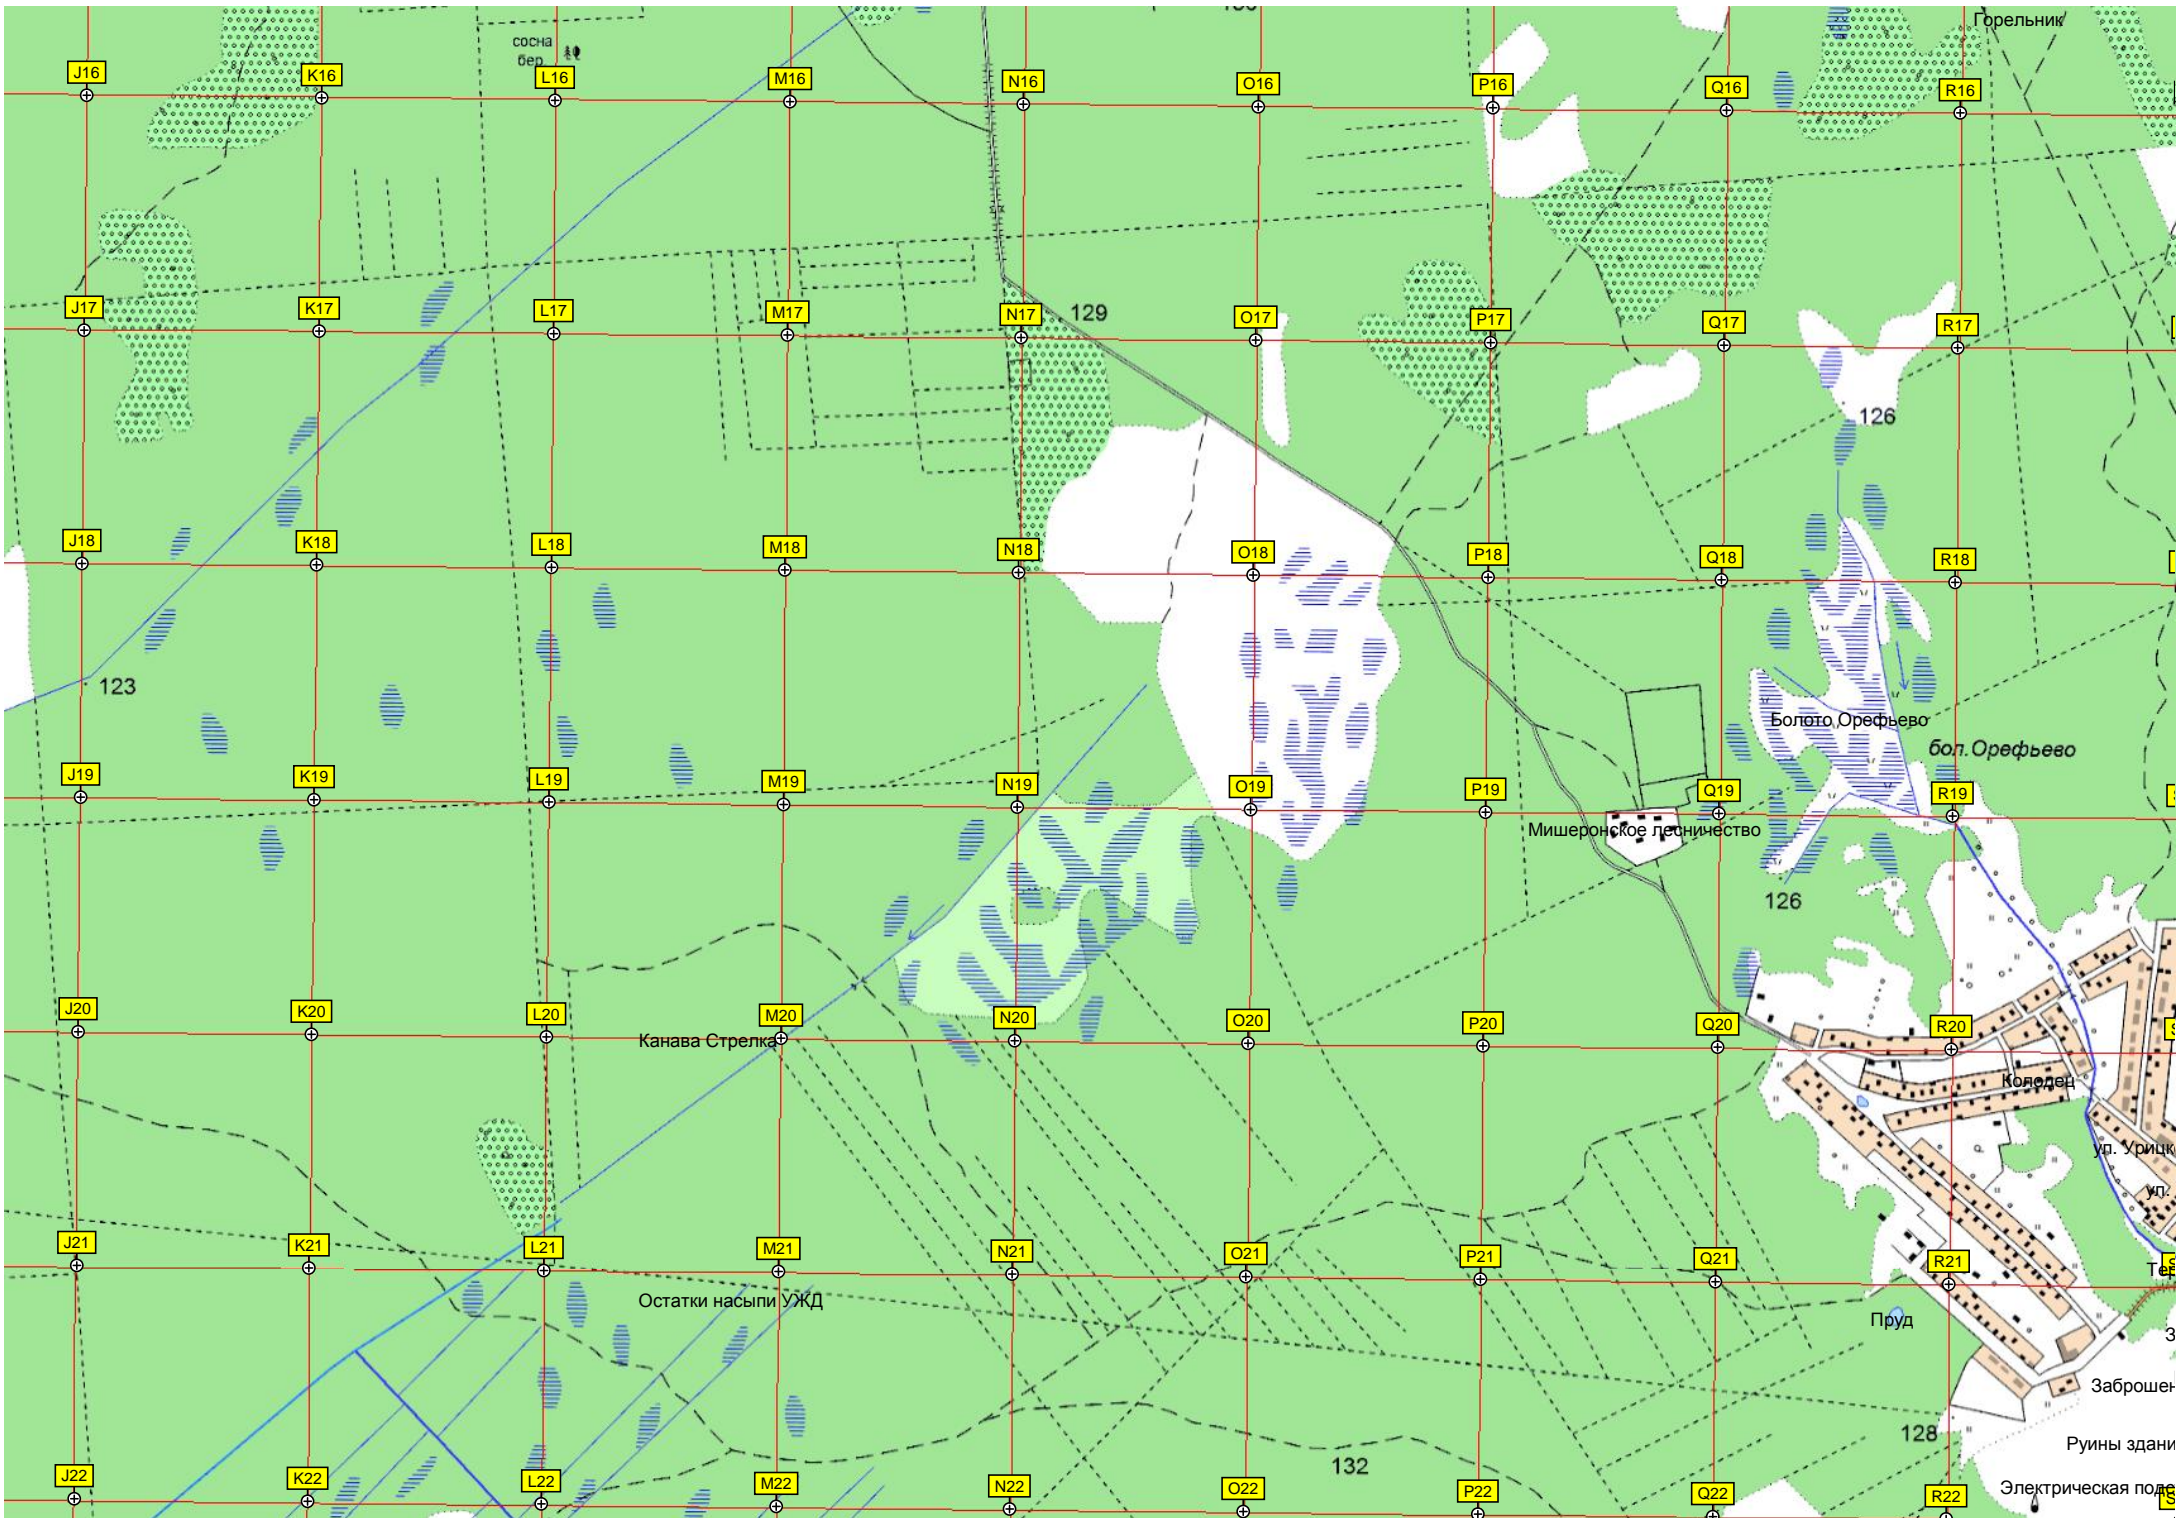 Горельник
сосна
бер.
J16
K16
L16
M16
N16
O16
P16
Q16
R16
J17
K17
L17
M17
N17
129
O17
P17
Q17
R17
126
J18
K18
L18
M18
N18
O18
P18
Q18
R18
123
Болото Орефьево
бол. Орефьево
J19
K19
L19
M19
N19
O19
P19
Q19
R19
Мишеронское лесничество
126
J20
K20
L20
M20
N20
O20
P20
Q20
R20
Канава Стрелка
Колодец
ул. Урицк
ул.
J21
K21
L21
M21
N21
O21
P21
Q21
R21
Остатки насыпи УЖД
Пруд
Заброшен
128
Руины здани
132
J22
K22
L22
M22
N22
O22
P22
Q22
R22
Электрическая подс